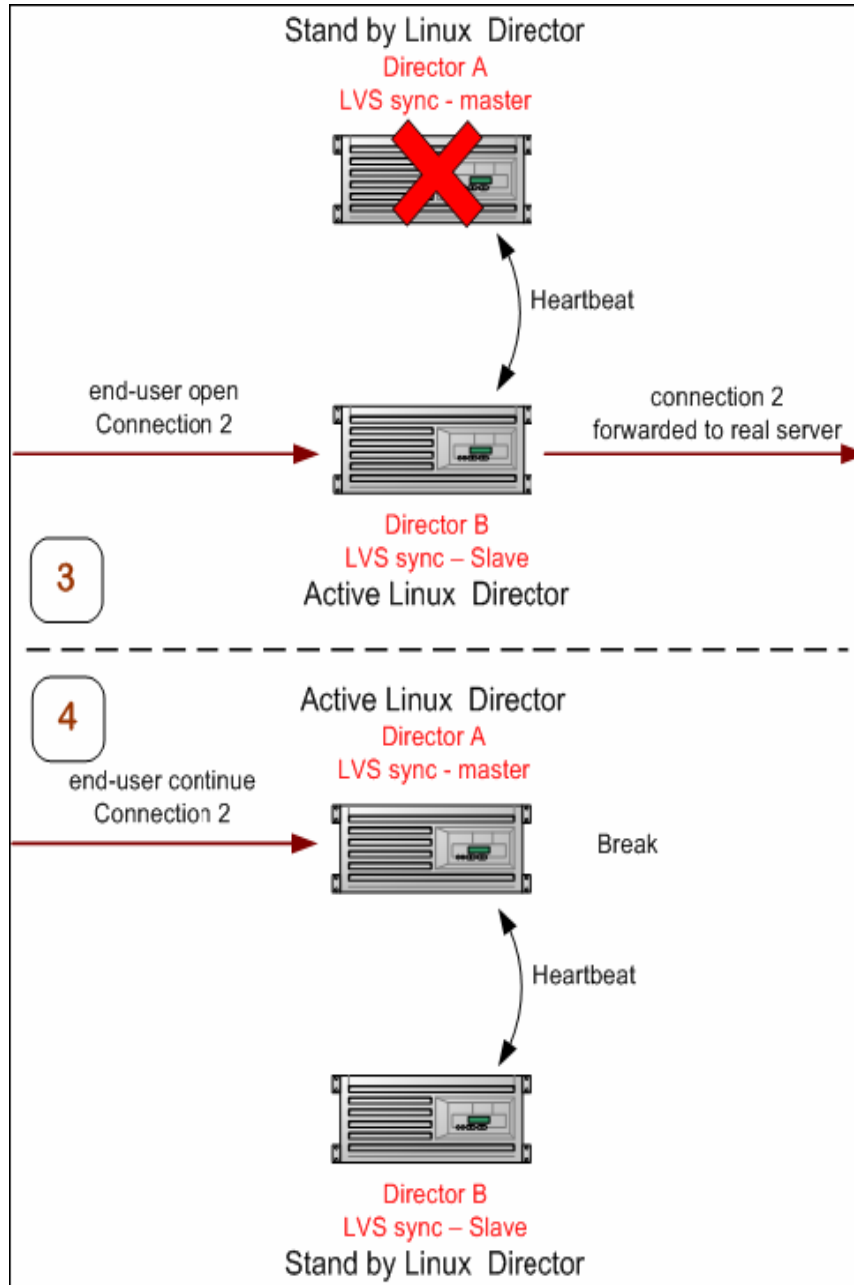 Stand by Linux Director
Director A
LVS sync - master
Heartbeat
end-user open
Connection 2
connection 2
forwarded to real server
Director B
LVS sync – Slave
Active Linux Director
3
4
Active Linux Director
Director A
LVS sync - master
end-user continue
Connection 2
Break
Heartbeat
Director B
LVS sync – Slave
Stand by Linux Director